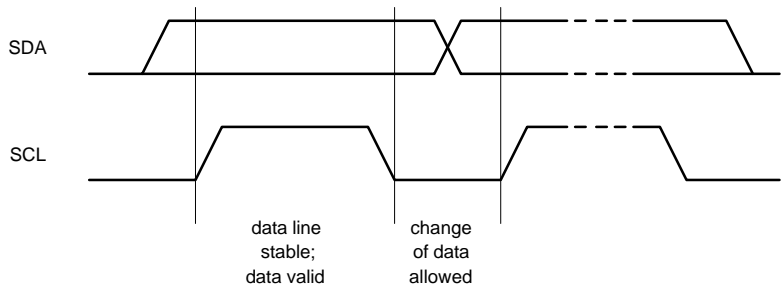 SDA
SCL
data line
stable;
data valid
change
of data
allowed